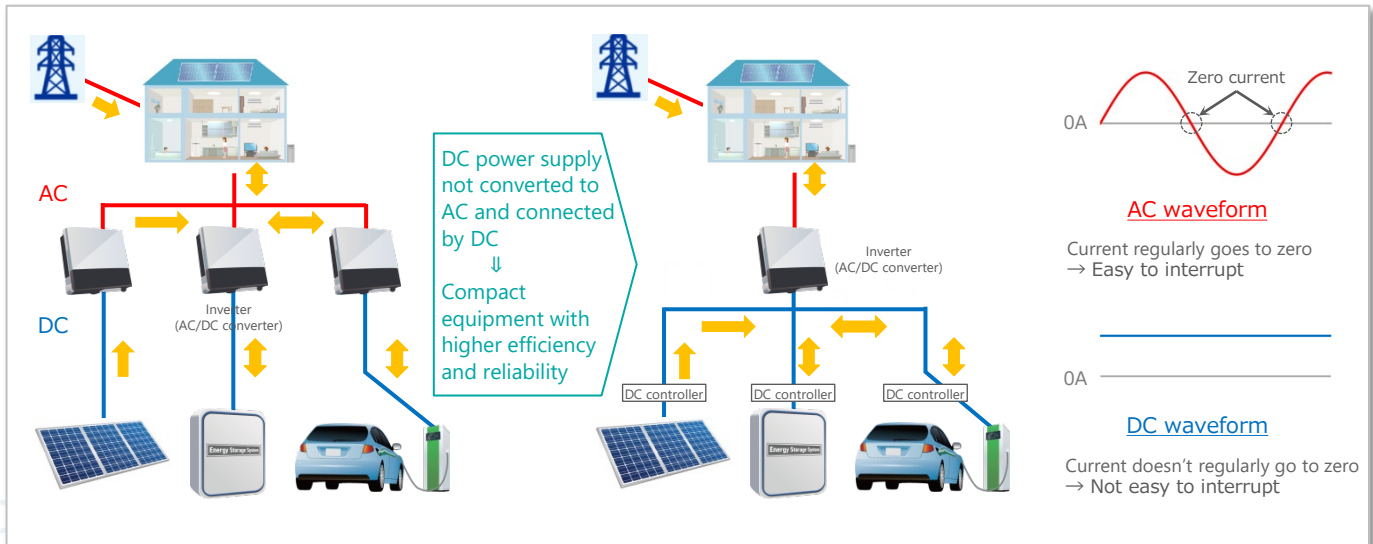 AC
DC
Inverter
(AC/DC converter)
Energy Storage System
DC power supply
not converted to
AC and connected
by DC
⇓
Compact
equipment with
higher efficiency
and reliability
Inverter
(AC/DC converter)
DC controller
DC controller
DC controller
Energy Storage System
Zero current
0A
AC waveform
Current regularly goes to zero
→ Easy to interrupt
0A
DC waveform
Current doesn't regularly go to zero
→ Not easy to interrupt